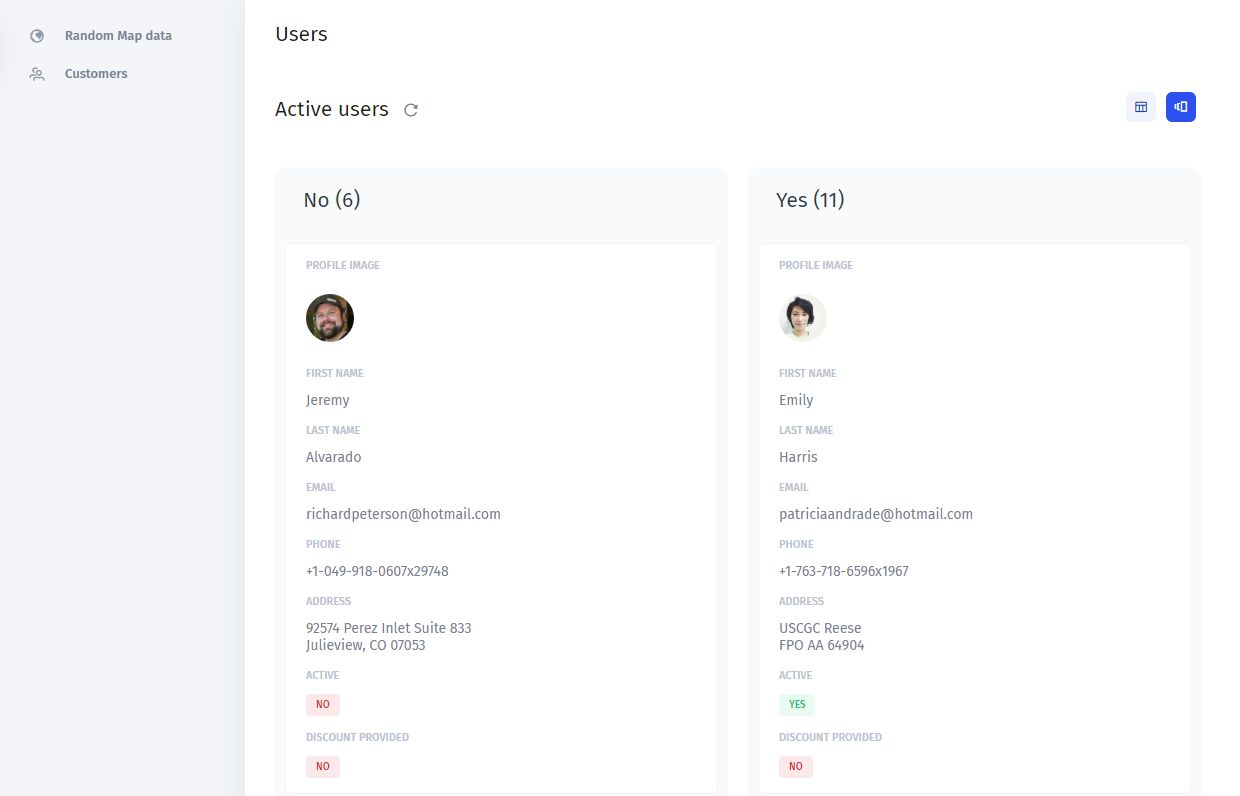 Random Map data
Customers
Users
Active users
No (6)
PROFILE IMAGE
FIRST NAME
Jeremy
LAST NAME
Alvarado
EMAIL
richardpeterson@hotmail.com
PHONE
+1-049-918-0607x29748
ADDRESS
92574 Perez Inlet Suite 833
Julieview, CO 07053
ACTIVE
NO
DISCOUNT PROVIDED
NO
Yes (11)
PROFILE IMAGE
FIRST NAME
Emily
LAST NAME
Harris
EMAIL
patriciaandrade@hotmail.com
PHONE
+1-763-718-6596x1967
ADDRESS
USCGC Reese
FPO AA 64904
ACTIVE
YES
DISCOUNT PROVIDED
NO